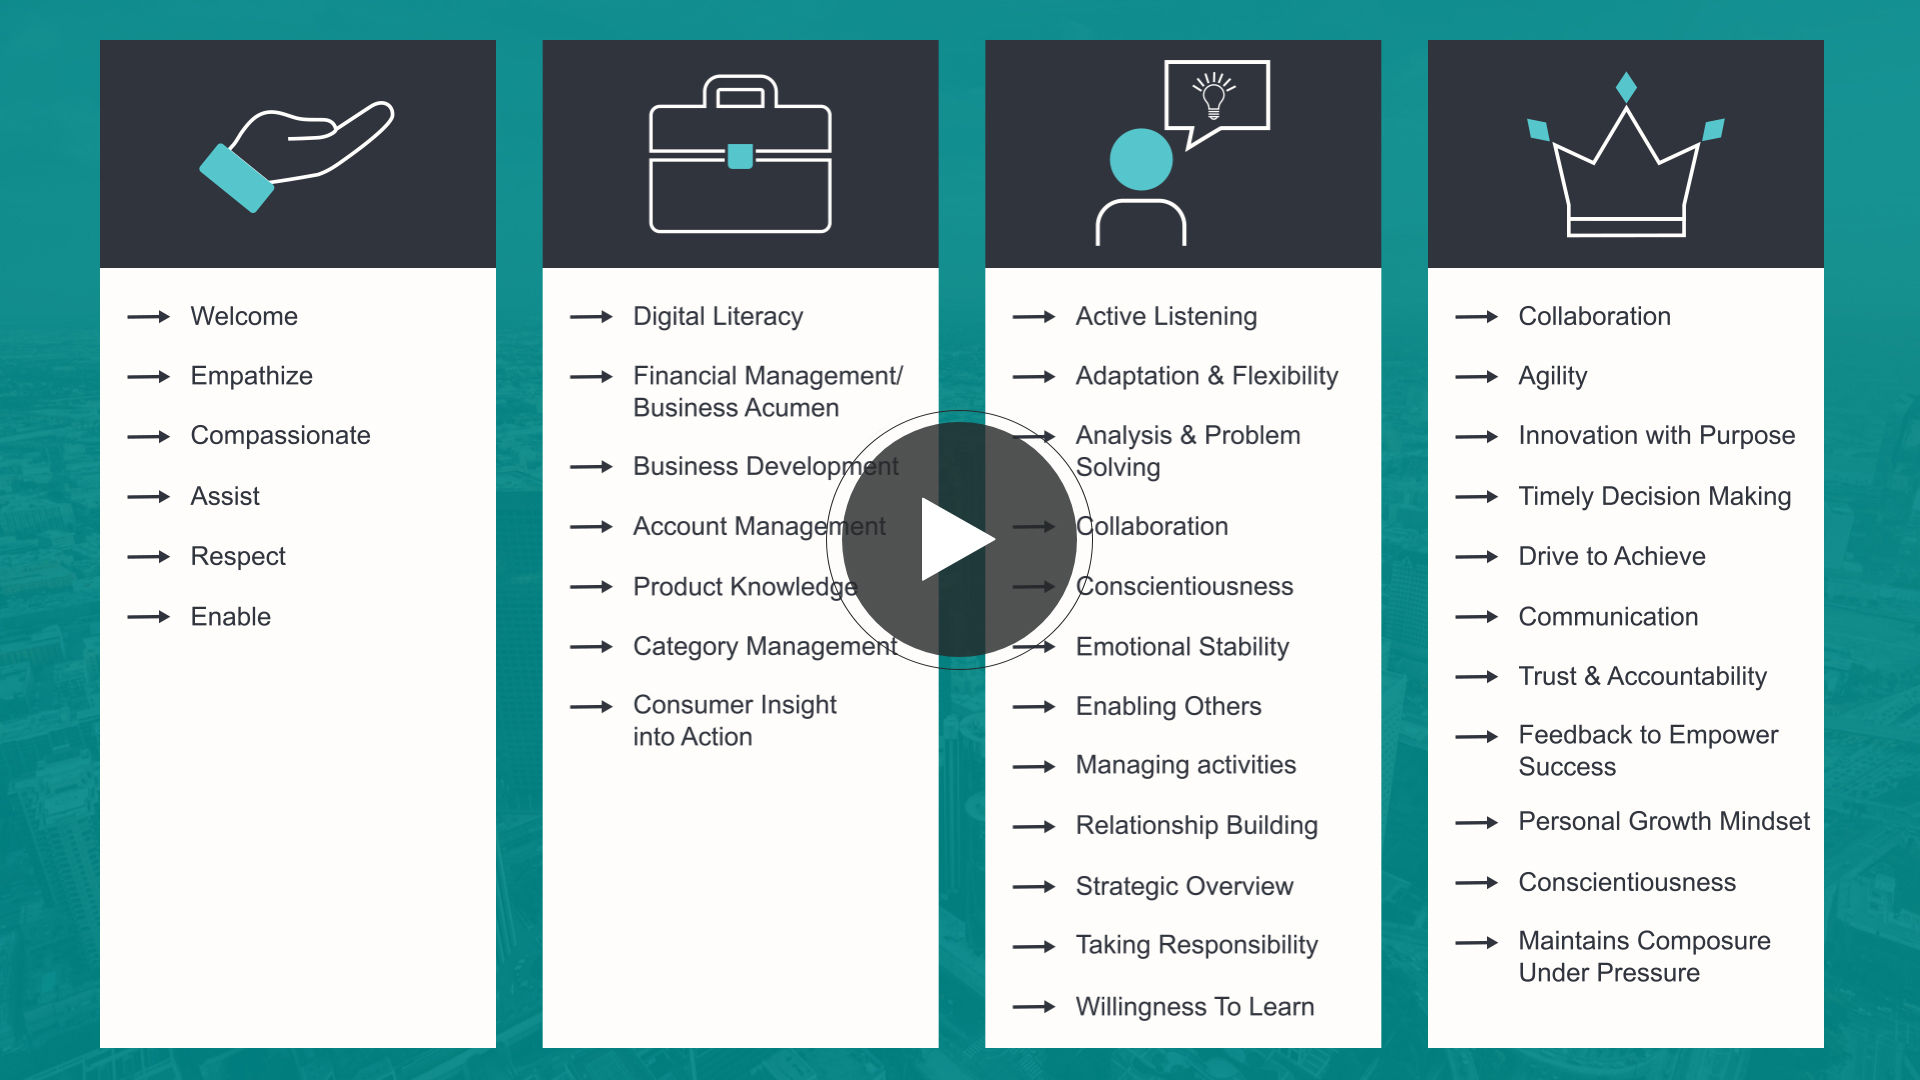 Welcome
Empathize
Compassionate
Assist
Respect
Enable
Digital Literacy
Financial Management/
Business Acumen
Business Development
Account Management
Product Knowledge
Category Management
Consumer Insight
into Action
Active Listening
Adaptation & Flexibility
Analysis & Problem
Solving
Collaboration
Conscientiousness
Emotional Stability
Enabling Others
Managing activities
Relationship Building
Strategic Overview
Taking Responsibility
Willingness To Learn
Collaboration
Agility
Innovation with Purpose
Timely Decision Making
Drive to Achieve
Communication
Trust & Accountability
Feedback to Empower
Success
Personal Growth Mindset
Conscientiousness
Maintains Composure
Under Pressure